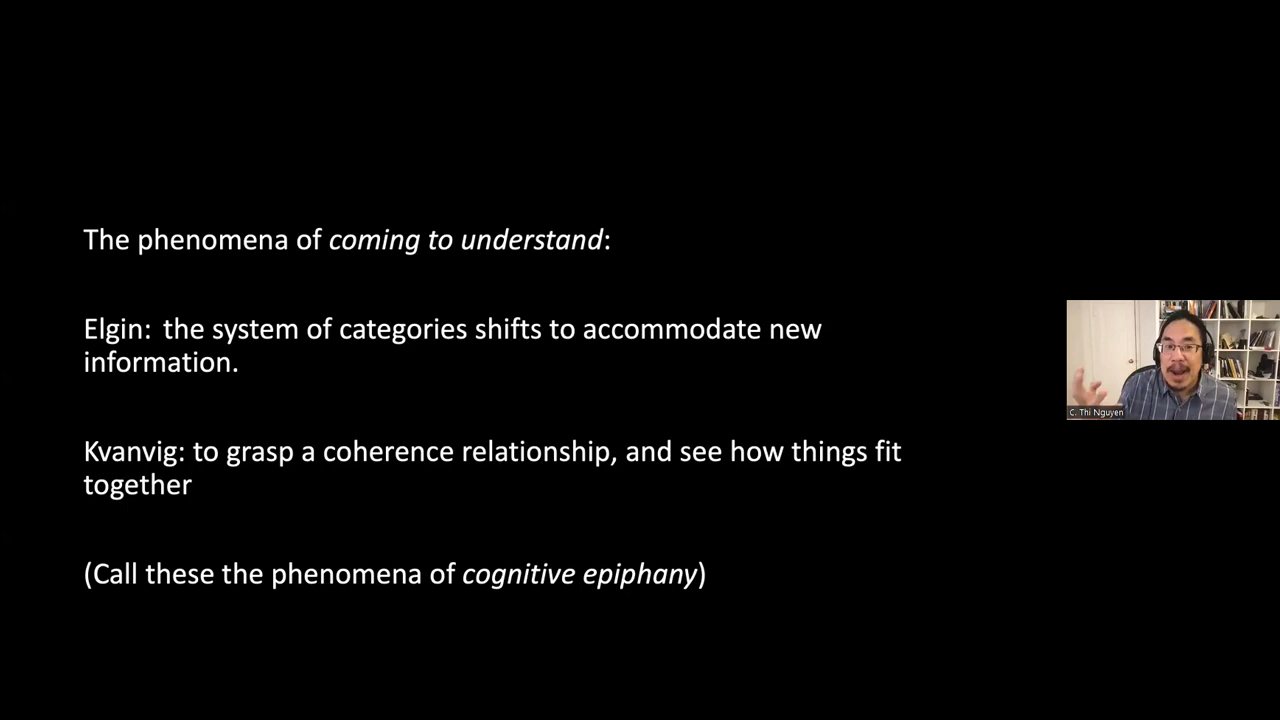 The phenomena of coming to understand:
Elgin: the system of categories shifts to accommodate new
information.
Kvanvig: to grasp a coherence relationship, and see how things fit
together
(Call these the phenomena of cognitive epiphany)
C. Thi Nguyen